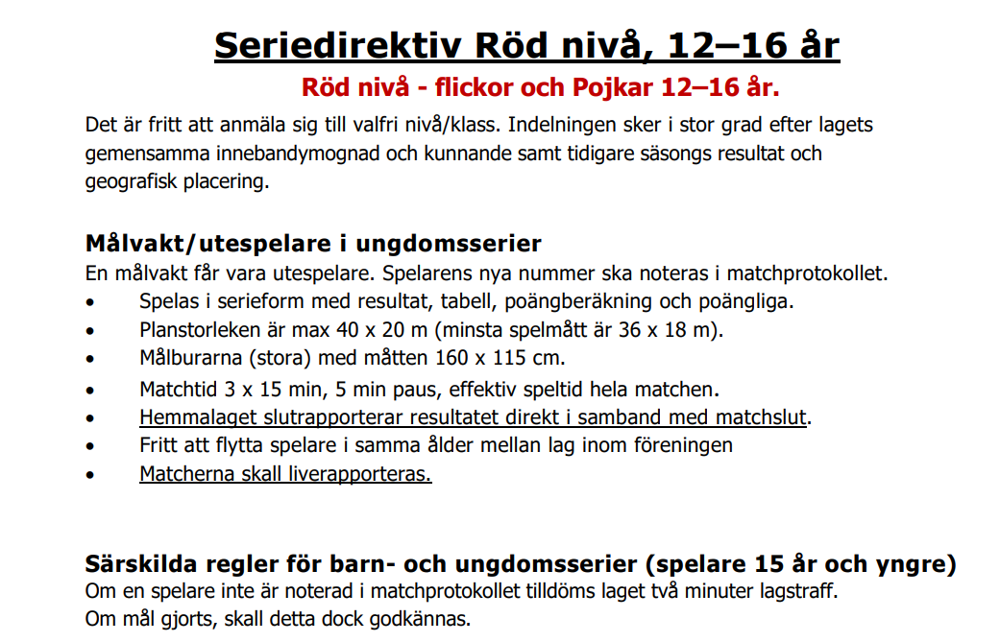 Seriedirektiv Röd nivå, 12–16 år
Röd nivå - flickor och Pojkar 12–16 år.
Det är fritt att anmäla sig till valfri nivå/klass. Indelningen sker i stor grad efter lagets
gemensamma innebandymognad och kunnande samt tidigare säsongs resultat och
geografisk placering.
Målvakt/utespelare i ungdomsserier
En målvakt får vara utespelare. Spelarens nya nummer ska noteras i matchprotokollet.
• Spelas i serieform med resultat, tabell, poängberäkning och poängliga.
• Planstorleken är max 40 x 20 m (minsta spelmått är 36 x 18 m).
• Målburarna (stora) med måtten 160 x 115 cm.
• Matchtid 3 x 15 min, 5 min paus, effektiv speltid hela matchen.
• Hemmalaget slutrapporterar resultatet direkt i samband med matchslut.
• Fritt att flytta spelare i samma ålder mellan lag inom föreningen
• Matcherna skall liverapporteras.
Särskilda regler för barn- och ungdomsserier (spelare 15 år och yngre)
Om en spelare inte är noterad i matchprotokollet tilldöms laget två minuter lagstraff.
Om mål gjorts, skall detta dock godkännas.